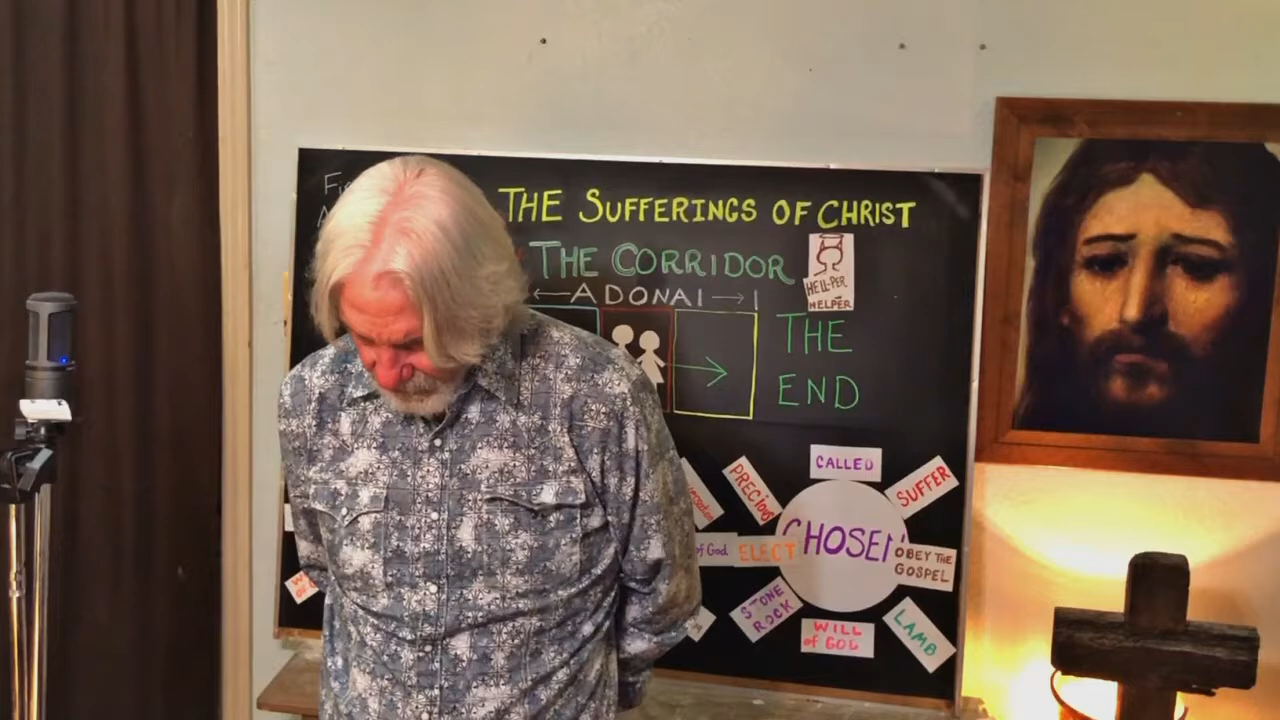 THE SUFFERINGS OF CHRIST
THE CORRIDOR
HELL-PER
HELPER
ADONAI
THE
END
CALLED
PRECIOUS
SUFFER
CHOSEN
of God
ELECT
OBEY THE
GOSPEL
STONE
ROCK
WILL
of GOD
LAMB